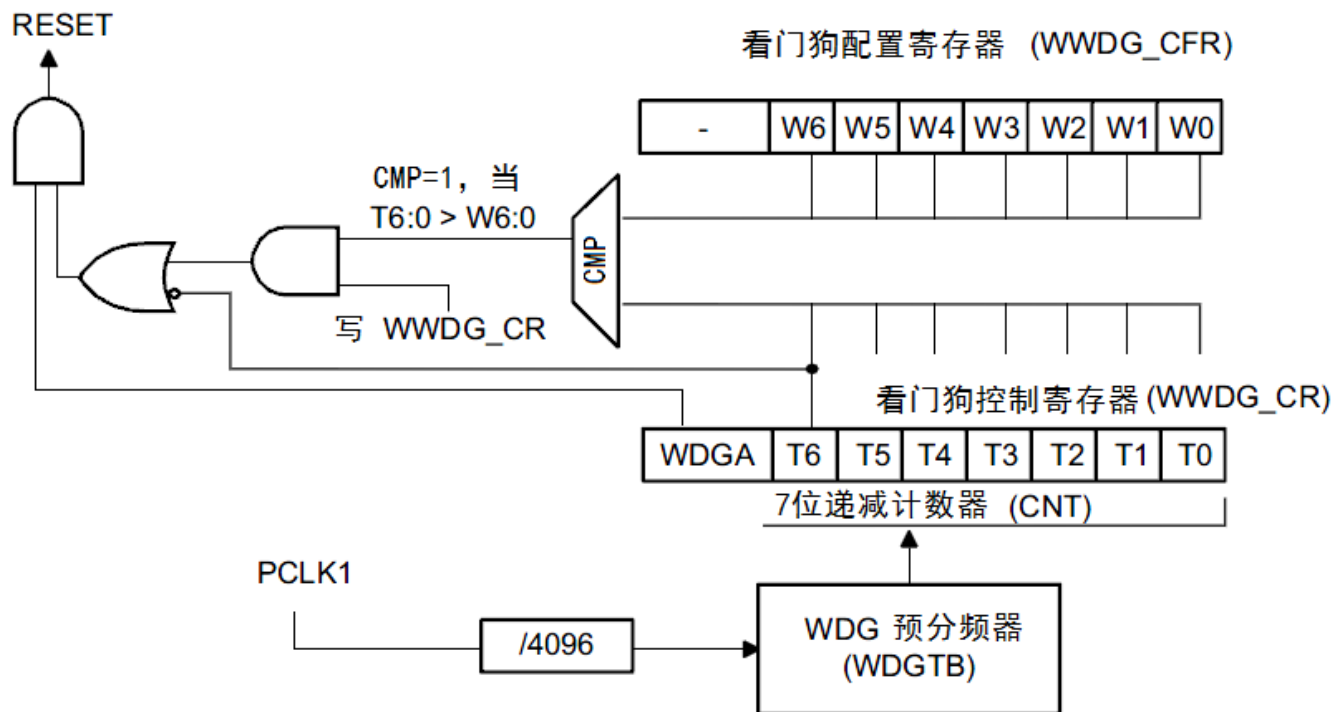 RESET
看门狗配置寄存器 (WWDG_CFR)
- W6 W5 W4 W3 W2 W1 W0
CMP=1, 当
T6:0 > W6:0
CMP
写 WWDG_CR
看门狗控制寄存器(WWDG_CR)
WDGA T6 T5 T4 T3 T2 T1 T0
7位递减计数器 (CNT)
PCLK1
/4096
WDG 预分频器
(WDGTB)